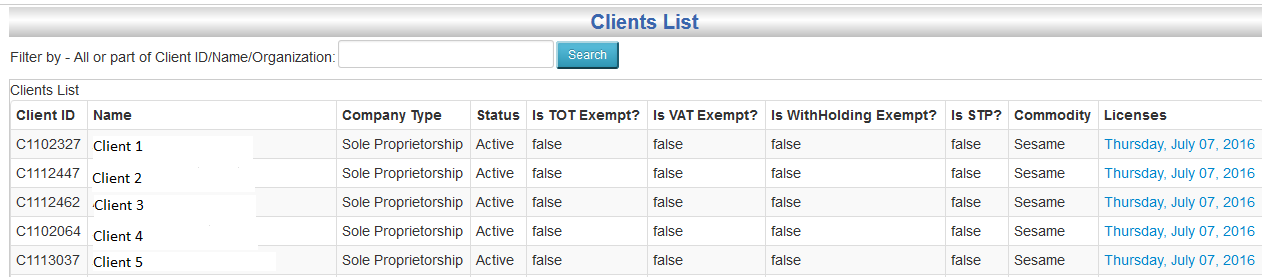 Clients List
Filter by - All or part of Client ID/Name/Organization: Search
Clients List
Client ID Name Company Type Status Is TOT Exempt? Is VAT Exempt? Is WithHolding Exempt? Is STP? Commodity Licenses
C1102327 Client 1 Sole Proprietorship Active false false false false Sesame Thursday, July 07, 2016
C1112447 Client 2 Sole Proprietorship Active false false false false Sesame Thursday, July 07, 2016
C1112462 Client 3 Sole Proprietorship Active false false false false Sesame Thursday, July 07, 2016
C1102064 Client 4 Sole Proprietorship Active false false false false Sesame Thursday, July 07, 2016
C1113037 Client 5 Sole Proprietorship Active false false false false Sesame Thursday, July 07, 2016